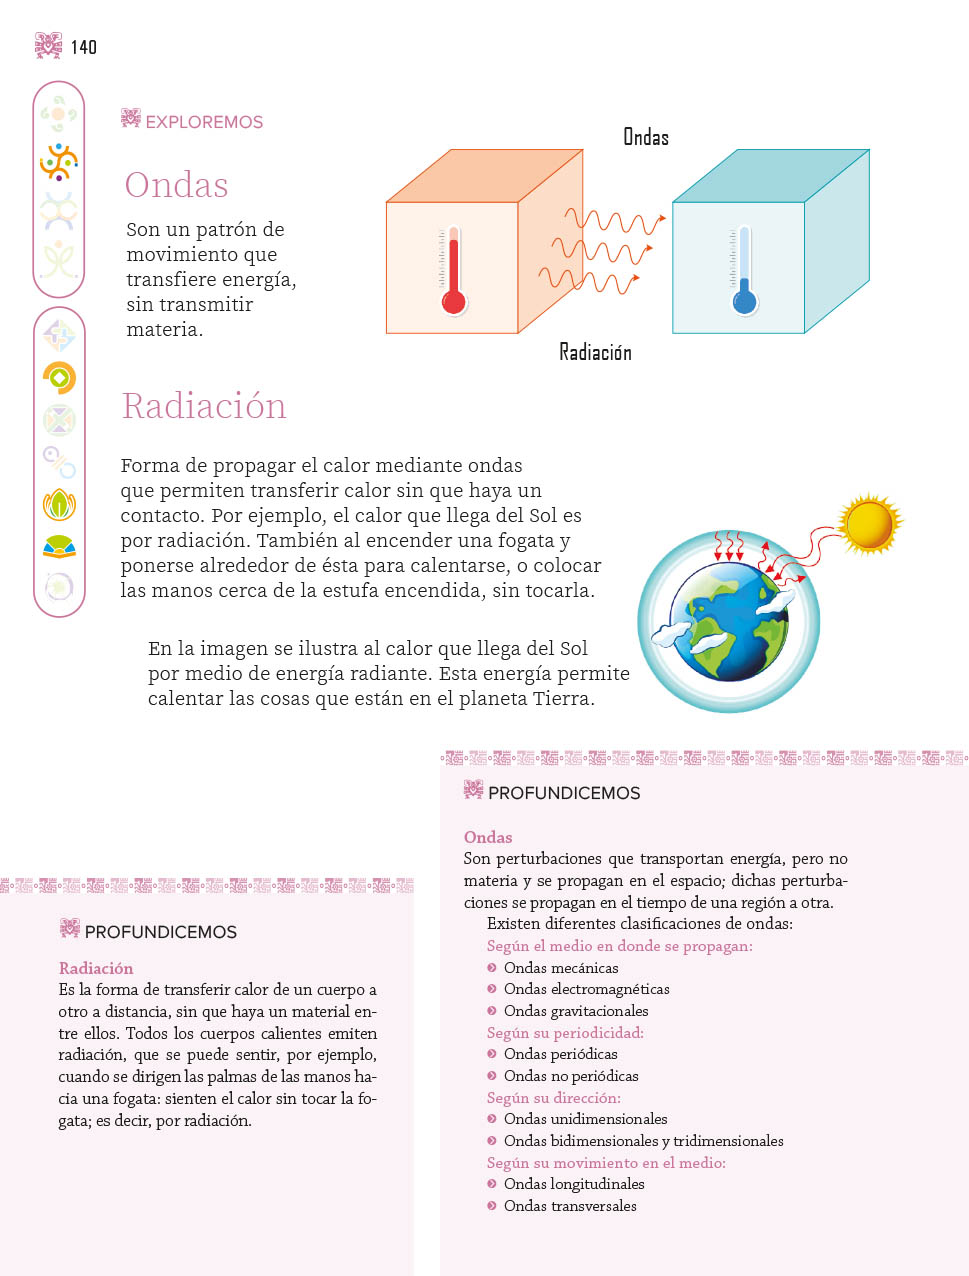 140
EXPLOREMOS
Ondas
Son un patrón de
movimiento que
transfiere energía,
sin transmitir
materia.
Ondas
Radiación
Radiación
Forma de propagar el calor mediante ondas
que permiten transferir calor sin que haya un
contacto. Por ejemplo, el calor que llega del Sol es
por radiación. También al encender una fogata y
ponerse alrededor de ésta para calentarse, o colocar
las manos cerca de la estufa encendida, sin tocarla.
En la imagen se ilustra al calor que llega del Sol
por medio de energía radiante. Esta energía permite
calentar las cosas que están en el planeta Tierra.
PROFUNDICEMOS
Radiación
Es la forma de transferir calor de un cuerpo a
otro a distancia, sin que haya un material en-
tre ellos. Todos los cuerpos calientes emiten
radiación, que se puede sentir, por ejemplo,
cuando se dirigen las palmas de las manos ha-
cia una fogata: sienten el calor sin tocar la fo-
gata; es decir, por radiación.
PROFUNDICEMOS
Ondas
Son perturbaciones que transportan energía, pero no
materia y se propagan en el espacio; dichas perturba-
ciones se propagan en el tiempo de una región a otra.
Existen diferentes clasificaciones de ondas:
Según el medio en donde se propagan:
Ondas mecánicas
Ondas electromagnéticas
Ondas gravitacionales
Según su periodicidad:
Ondas periódicas
Ondas no periódicas
Según su dirección:
Ondas unidimensionales
Ondas bidimensionales y tridimensionales
Según su movimiento en el medio:
Ondas longitudinales
Ondas transversales